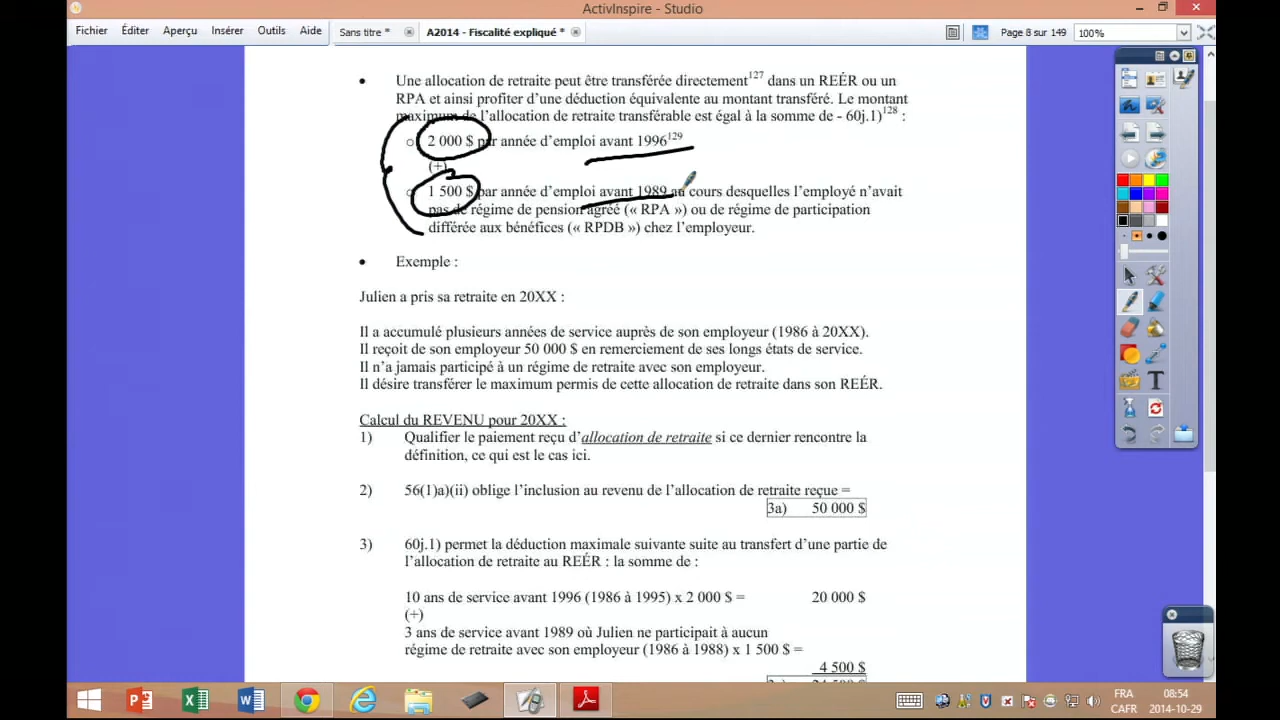 ActivInspire - Studio
Fichier Éditer Aperçu Insérer Outils Aide Sans titre * A2014 - Fiscalité expliqué * Page 8 sur 149 100%
• Une allocation de retraite peut être transférée directement127 dans un REÉR ou un
RPA et ainsi profiter d'une déduction équivalente au montant transféré. Le montant
maximum de l'allocation de retraite transférable est égal à la somme de - 60j.1)128 :
o 2 000 $ par année d'emploi avant 1996129
(+)
o 1 500 $ par année d'emploi avant 1989 au cours desquelles l'employé n'avait
pas de régime de pension agréé (« RPA ») ou de régime de participation
différée aux bénéfices (« RPDB ») chez l'employeur.
• Exemple :
Julien a pris sa retraite en 20XX :
Il a accumulé plusieurs années de service auprès de son employeur (1986 à 20XX).
Il reçoit de son employeur 50 000 $ en remerciement de ses longs états de service.
Il n'a jamais participé à un régime de retraite avec son employeur.
Il désire transférer le maximum permis de cette allocation de retraite dans son REÉR.
Calcul du REVENU pour 20XX :
1) Qualifier le paiement reçu d'allocation de retraite si ce dernier rencontre la
définition, ce qui est le cas ici.
2) 56(1)a)(ii) oblige l'inclusion au revenu de l'allocation de retraite reçue =
3a) 50 000 $
3) 60j.1) permet la déduction maximale suivante suite au transfert d'une partie de
l'allocation de retraite au REÉR : la somme de :
10 ans de service avant 1996 (1986 à 1995) x 2 000 $ = 20 000 $
(+)
3 ans de service avant 1989 où Julien ne participait à aucun
régime de retraite avec son employeur (1986 à 1988) x 1 500 $ =
4 500 $
FRA 08:54
CAFR 2014-10-29